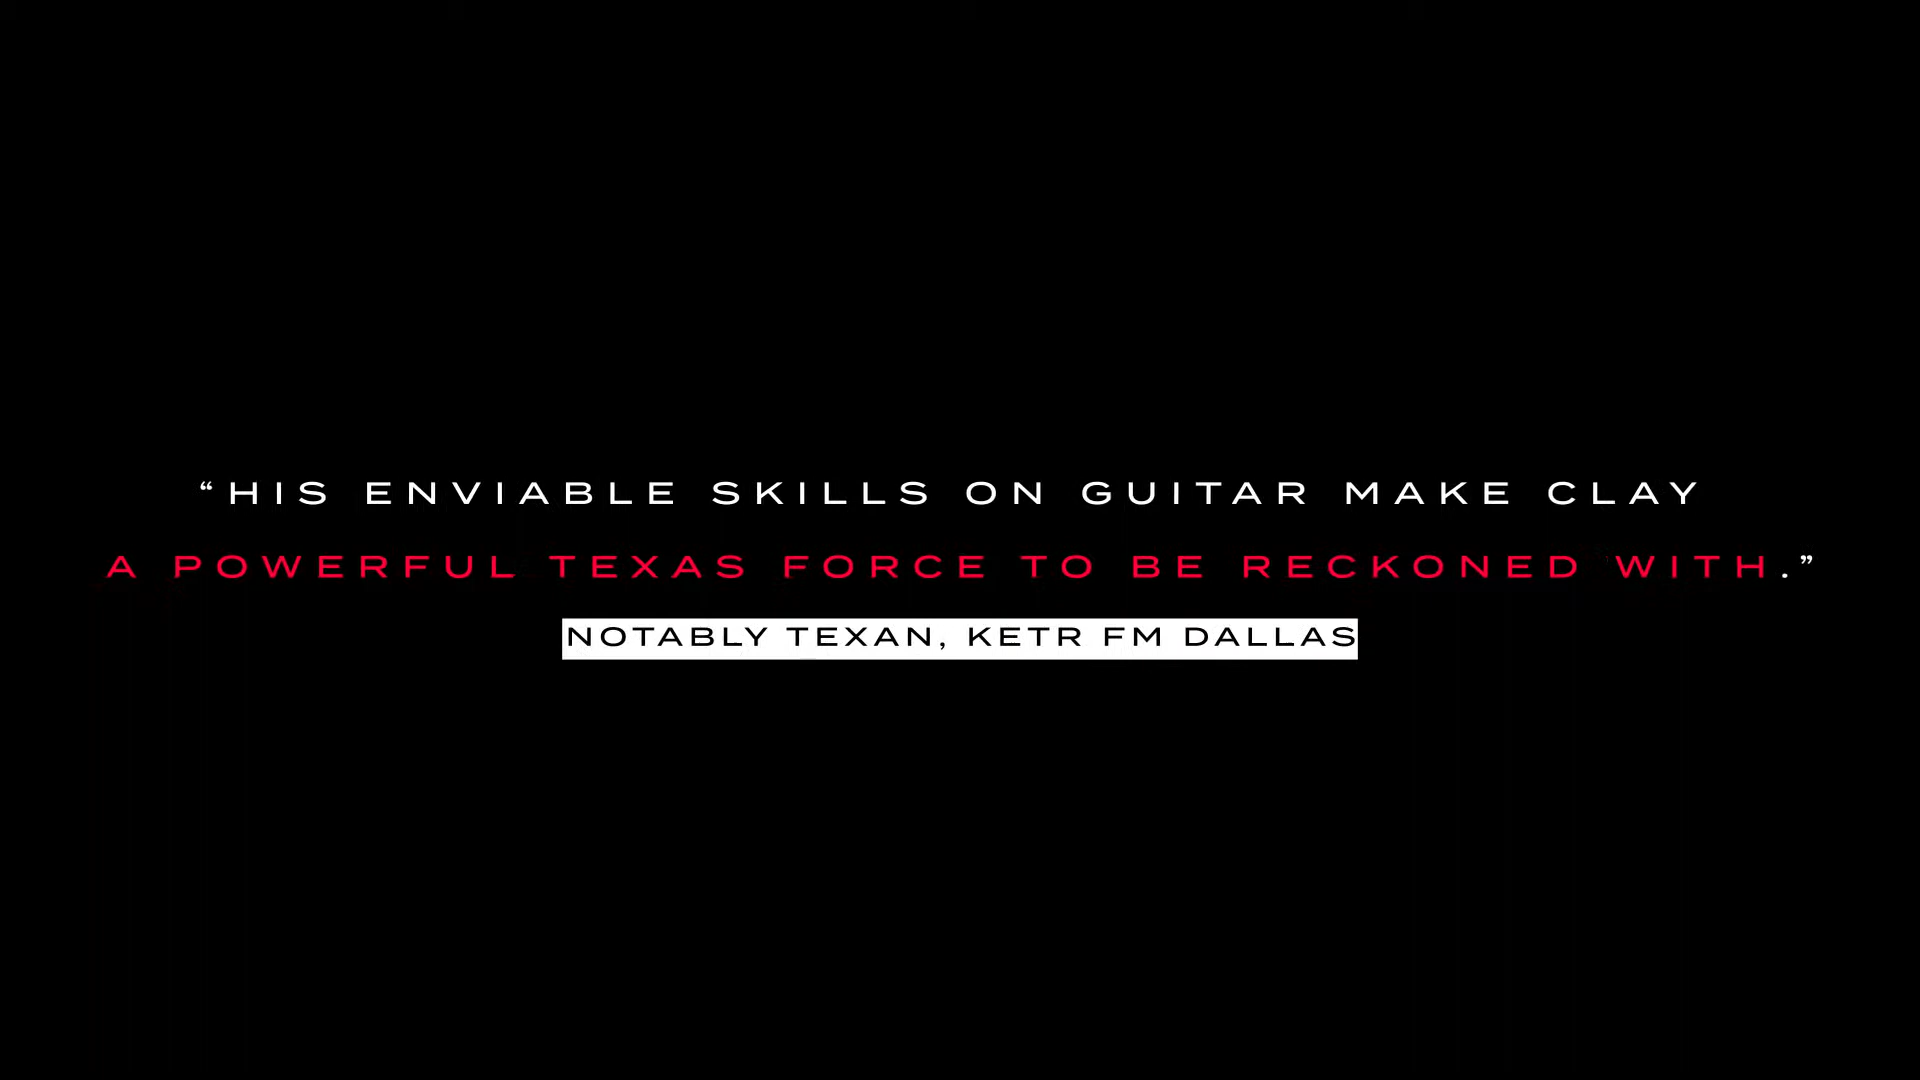 “HIS ENVIABLE SKILLS ON GUITAR MAKE CLAY
A POWERFUL TEXAS FORCE TO BE RECKONED WITH.”
NOTABLY TEXAN, KETR FM DALLAS